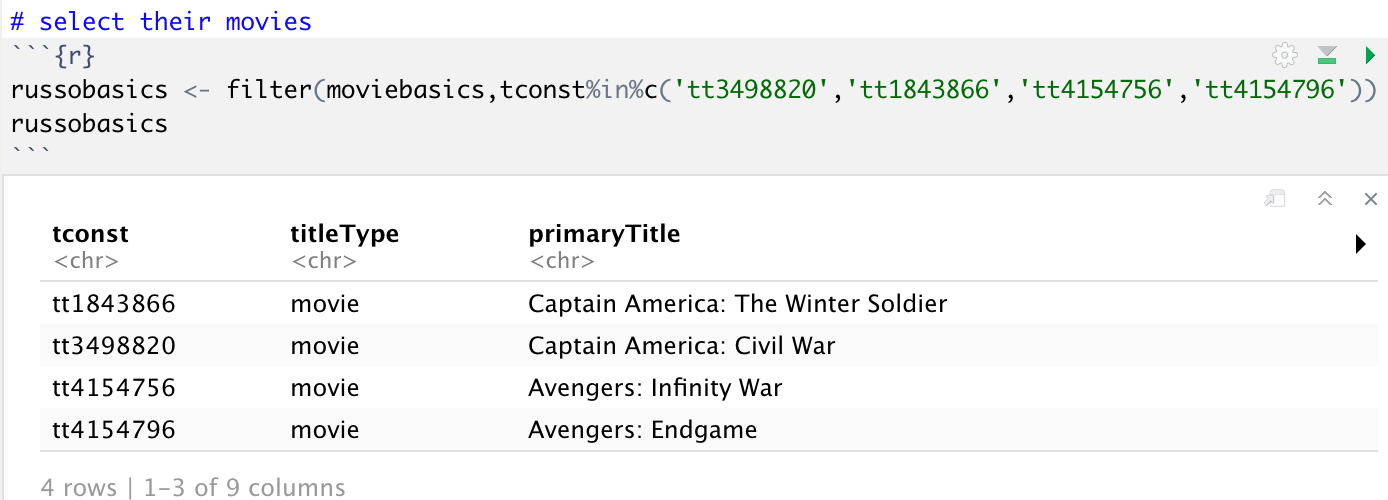 # select their movies
```{r}
russobasics <- filter(moviebasics,tconst%in%c('tt3498820','tt1843866','tt4154756','tt4154796'))
russobasics
```
tconst titleType primaryTitle
<chr> <chr> <chr>
tt1843866 movie Captain America: The Winter Soldier
tt3498820 movie Captain America: Civil War
tt4154756 movie Avengers: Infinity War
tt4154796 movie Avengers: Endgame
4 rows | 1-3 of 9 columns